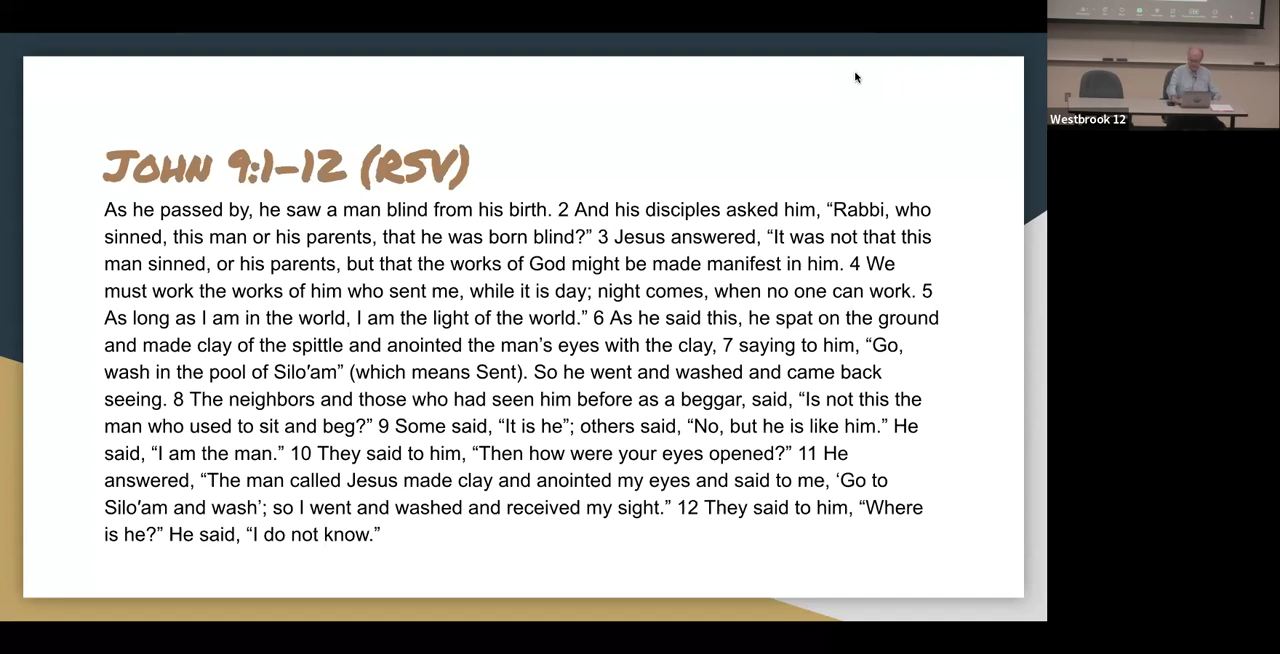 John 9:1-12 (RSV)
As he passed by, he saw a man blind from his birth. 2 And his disciples asked him, “Rabbi, who
sinned, this man or his parents, that he was born blind?” 3 Jesus answered, “It was not that this
man sinned, or his parents, but that the works of God might be made manifest in him. 4 We
must work the works of him who sent me, while it is day; night comes, when no one can work. 5
As long as I am in the world, I am the light of the world.” 6 As he said this, he spat on the ground
and made clay of the spittle and anointed the man’s eyes with the clay, 7 saying to him, “Go,
wash in the pool of Silo′am” (which means Sent). So he went and washed and came back
seeing. 8 The neighbors and those who had seen him before as a beggar, said, “Is not this the
man who used to sit and beg?” 9 Some said, “It is he”; others said, “No, but he is like him.” He
said, “I am the man.” 10 They said to him, “Then how were your eyes opened?” 11 He
answered, “The man called Jesus made clay and anointed my eyes and said to me, ‘Go to
Silo′am and wash’; so I went and washed and received my sight.” 12 They said to him, “Where
is he?” He said, “I do not know.”
Westbrook 12